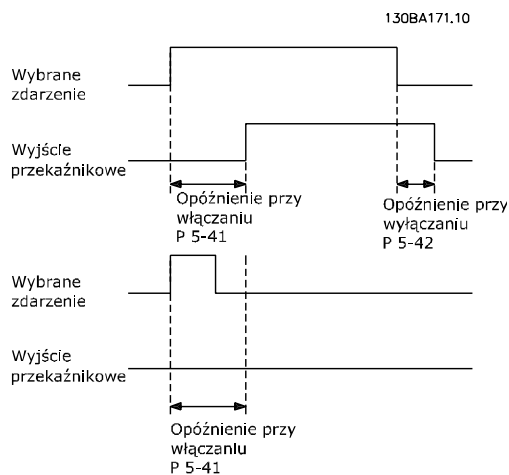 130BA171.10
Wybrane
zdarzenie
Wyjście
przekaźnikowe
Opóźnienie przy
włączaniu
P 5-41
Opóźnienie przy
wyłączaniu
P 5-42
Wybrane
zdarzenie
Wyjście
przekaźnikowe
Opóźnienie przy
włączaniu
P 5-41